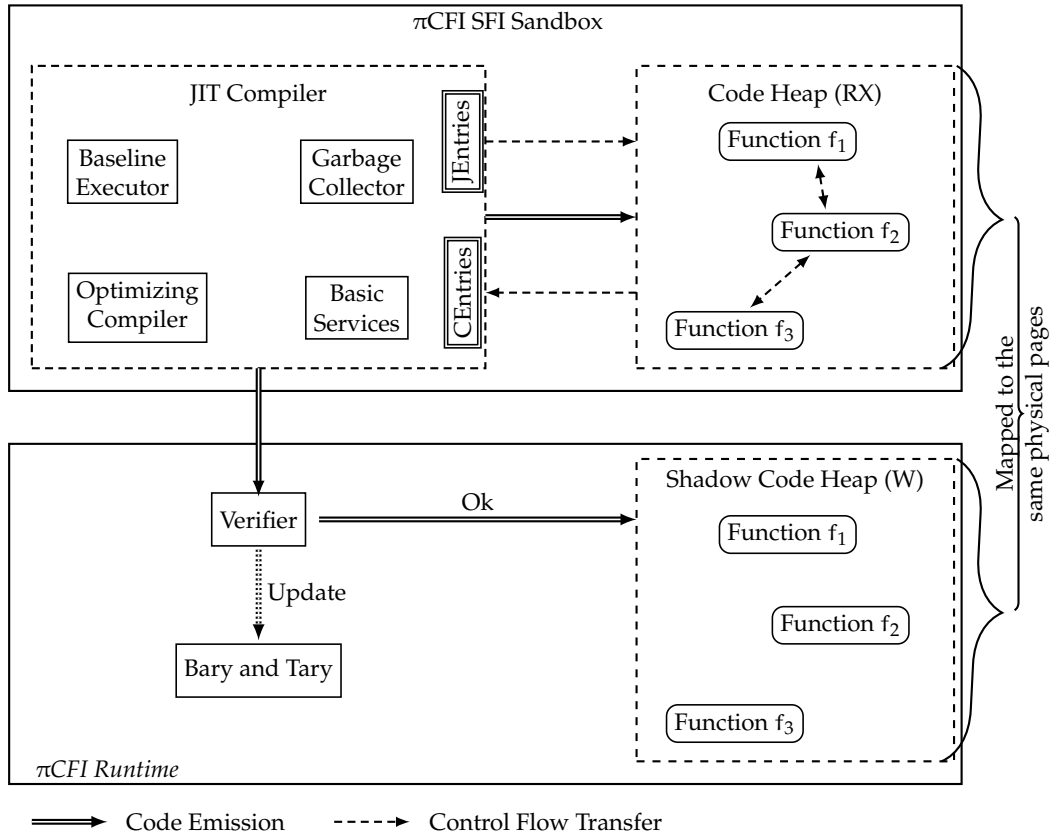 πCFI SFI Sandbox
JIT Compiler
Baseline
Executor
Garbage
Collector
JEntries
Optimizing
Compiler
Basic
Services
CEntries
Code Heap (RX)
Function f₁
Function f₂
Function f₃
Mapped to the
same physical pages
Verifier
Ok
Update
Bary and Tary
Shadow Code Heap (W)
Function f₁
Function f₂
Function f₃
πCFI Runtime
Code Emission
Control Flow Transfer